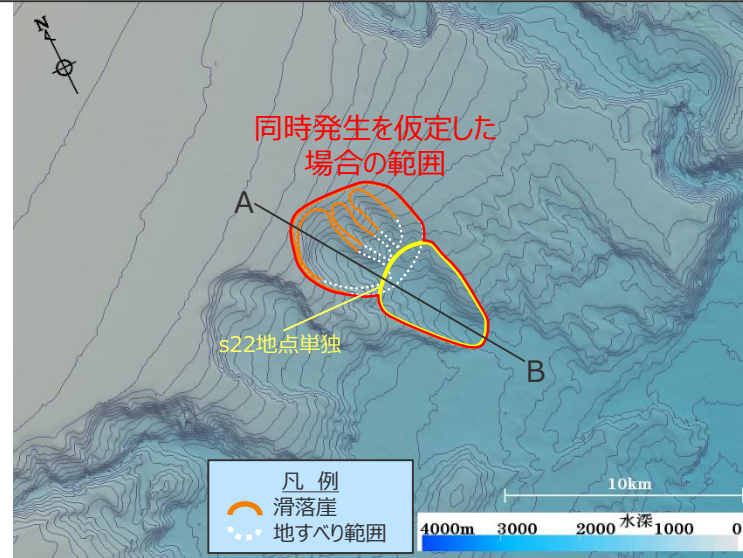 N
同時発生を仮定した
場合の範囲
A
s22地点単独
B
凡 例
滑落崖
地すべり範囲
10km
4000m 3000 2000 水深 1000 0